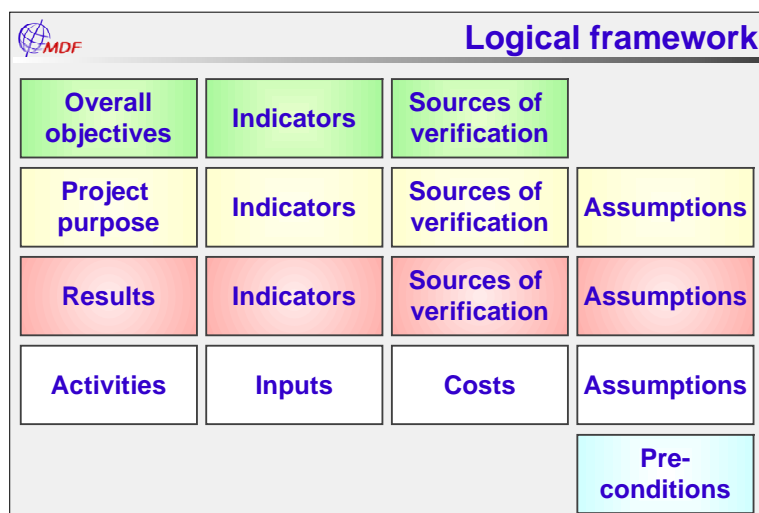 MDF
Logical framework
Overall
objectives
Indicators
Sources of
verification
Project
purpose
Indicators
Sources of
verification
Assumptions
Results
Indicators
Sources of
verification
Assumptions
Activities
Inputs
Costs
Assumptions
Pre-
conditions